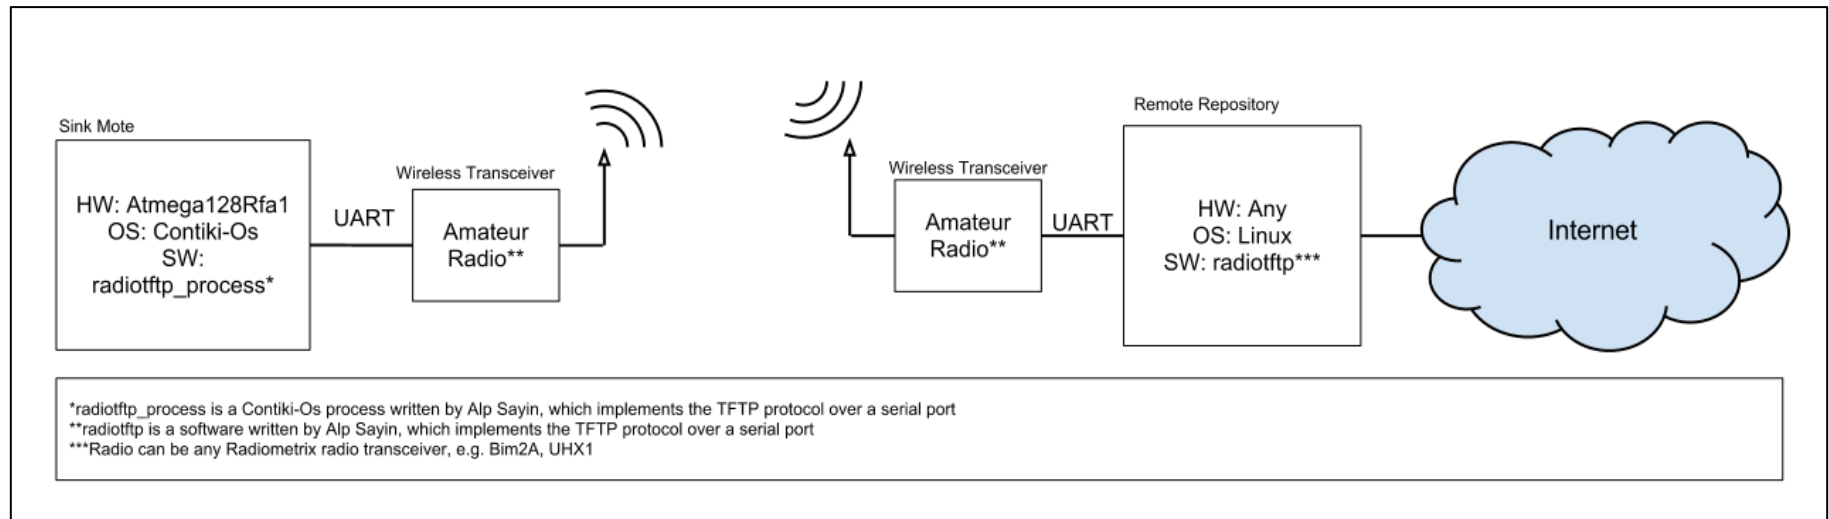 Sink Mote
HW: Atmega128Rfa1
OS: Contiki-Os
SW:
radiotftp_process*
UART
Wireless Transceiver
Amateur
Radio**
Wireless Transceiver
Amateur
Radio**
UART
Remote Repository
HW: Any
OS: Linux
SW: radiotftp***
Internet
*radiotftp_process is a Contiki-Os process written by Alp Sayin, which implements the TFTP protocol over a serial port
**radiotftp is a software written by Alp Sayin, which implements the TFTP protocol over a serial port
***Radio can be any Radiometrix radio transceiver, e.g. Bim2A, UHX1